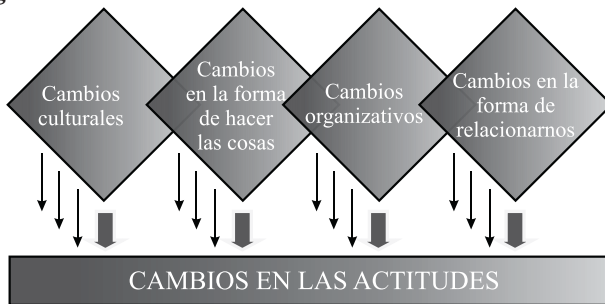 Cambios
culturales
Cambios
en la forma
de hacer
las cosas
Cambios
organizativos
Cambios en la
forma de
relacionarnos
CAMBIOS EN LAS ACTITUDES